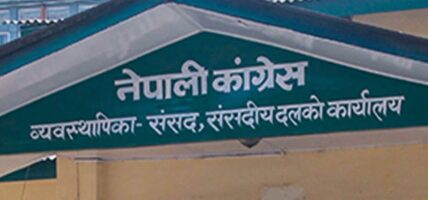 नेपाली कांग्रेस
व्यवस्थापिका- संसद, संसदीय दलको कार्यालय